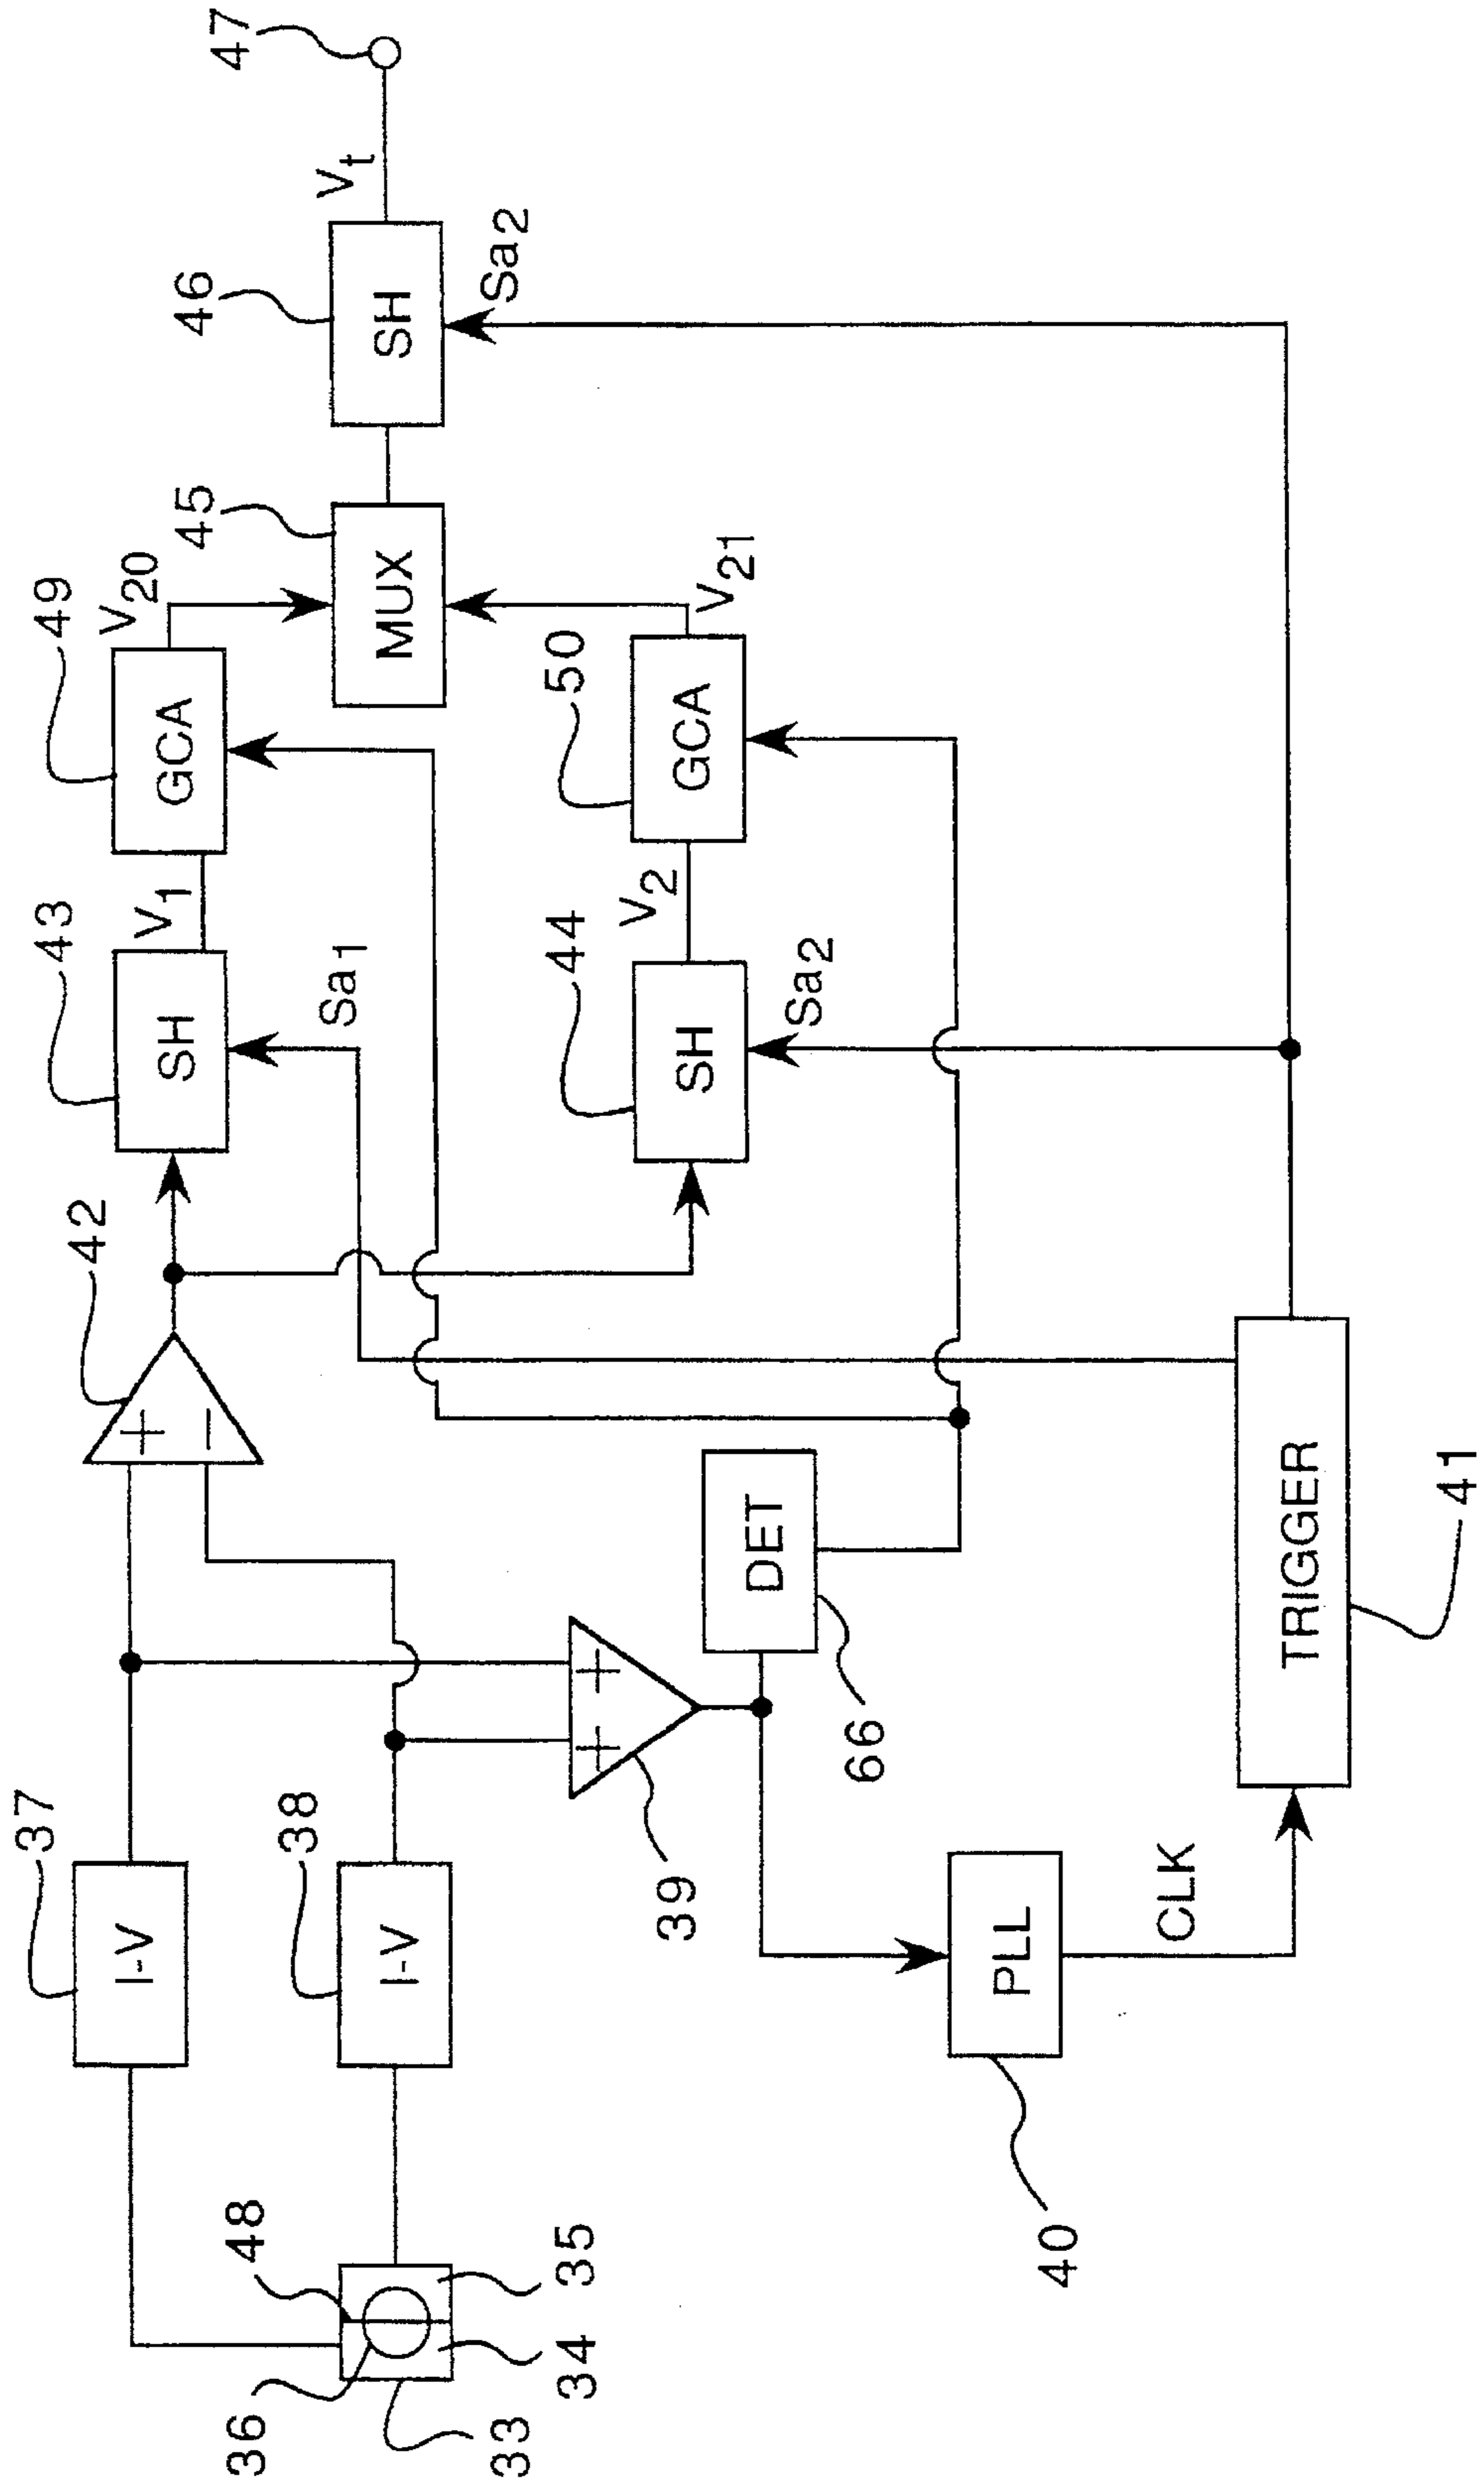 37
I-V
38
I-V
48
36
35
34
33
42
+
−
39
+
+
66
DET
40
PLL
CLK
TRIGGER
41
43
SH
V1
Sa1
49
GCA
V20
44
SH
V2
Sa2
50
GCA
V21
45
MUX
46
SH
Vt
Sa2
47